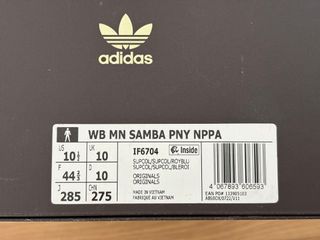 adidas
WB MN SAMBA PNY NPPA
US 10½ UK 10
F 44⅔ D 10
J 285 CHN 275
IF6704 Inside
SUPCOL/SUPCOL/ROYBLU
SUPCOL/SUPCOL/BLEROI
ORIGINALS
ORIGINALS
MADE IN VIETNAM
FABRIQUE AU VIETNAM
4 067893 606593